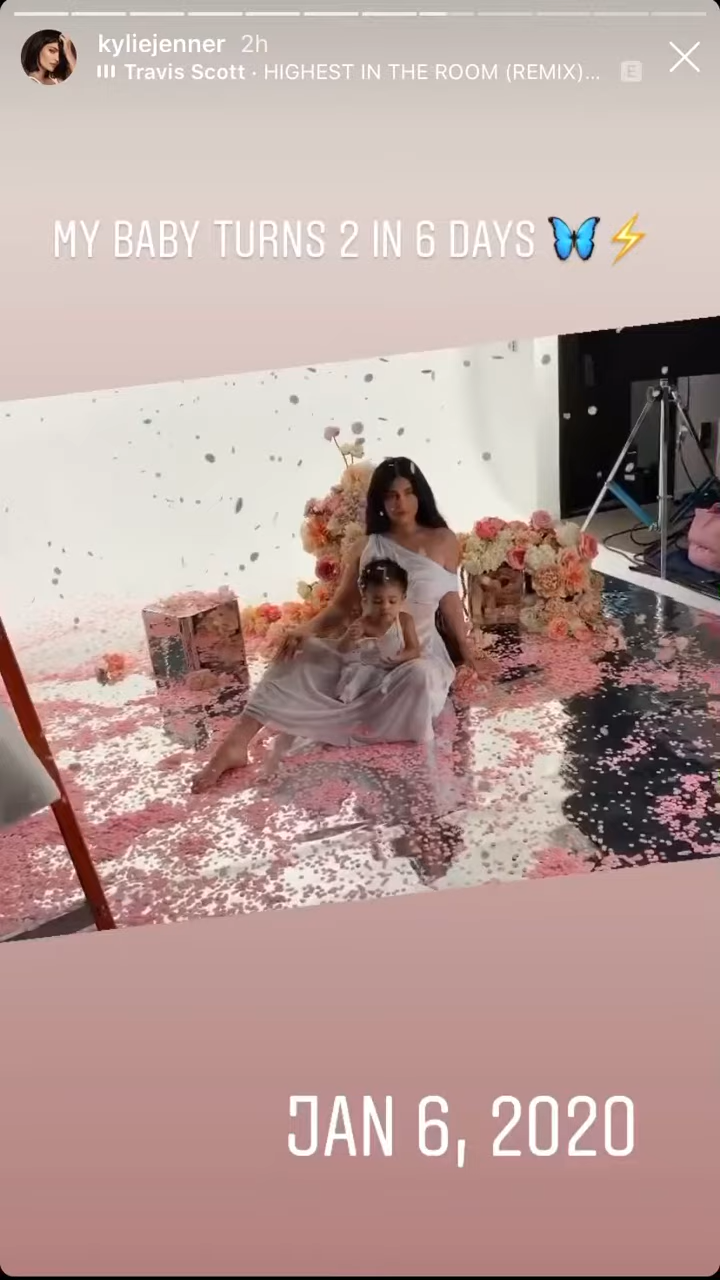 kyliejenner 2h
Travis Scott · HIGHEST IN THE ROOM (REMIX)... E
MY BABY TURNS 2 IN 6 DAYS 🦋⚡
JAN 6, 2020